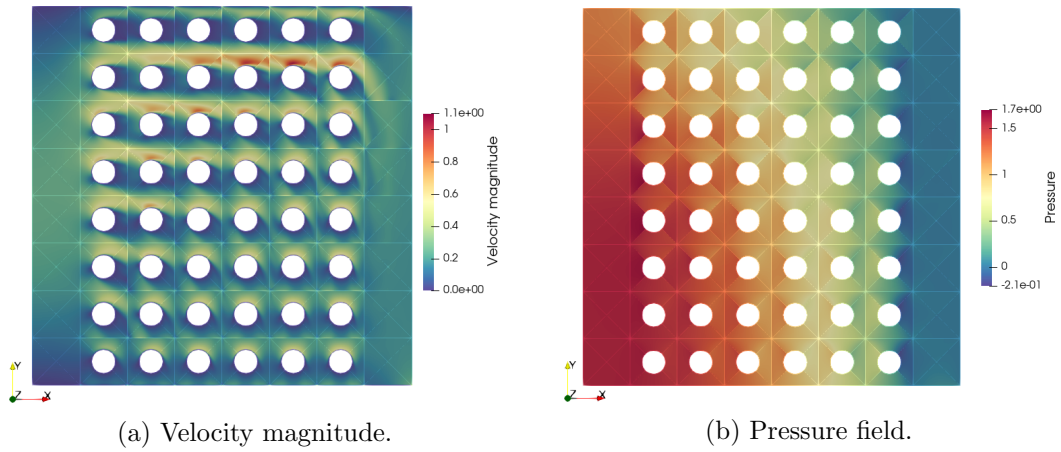 1.1e+00
1
0.8
0.6
0.4
0.2
0.0e+00
Velocity magnitude
Y
Z
X
(a) Velocity magnitude.
1.7e+00
1.5
1
0.5
0
-2.1e-01
Pressure
Y
Z
X
(b) Pressure field.